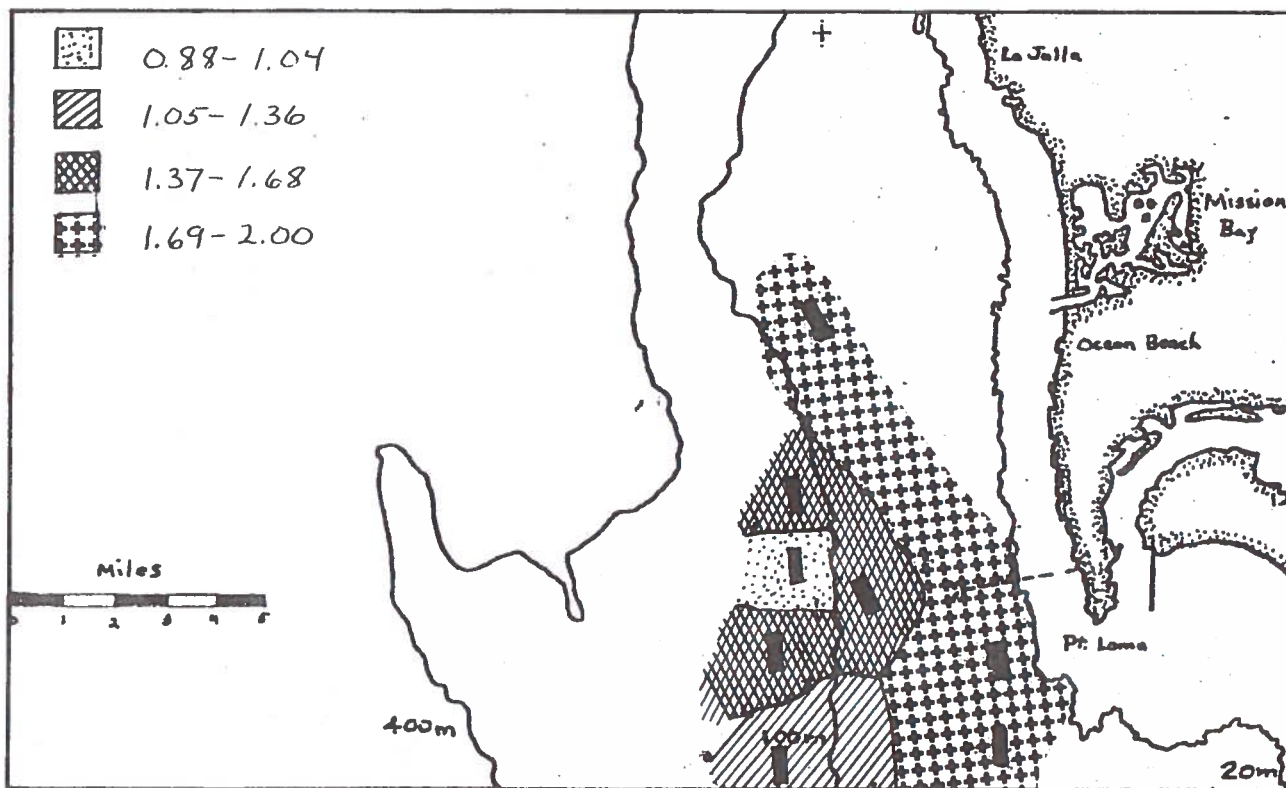 0.88-1.04
1.05-1.36
1.37-1.68
1.69-2.00
La Jolla
Mission
Bay
Ocean Beach
Miles
0 1 2 3 4 5
Pt. Loma
400m
100m
20m